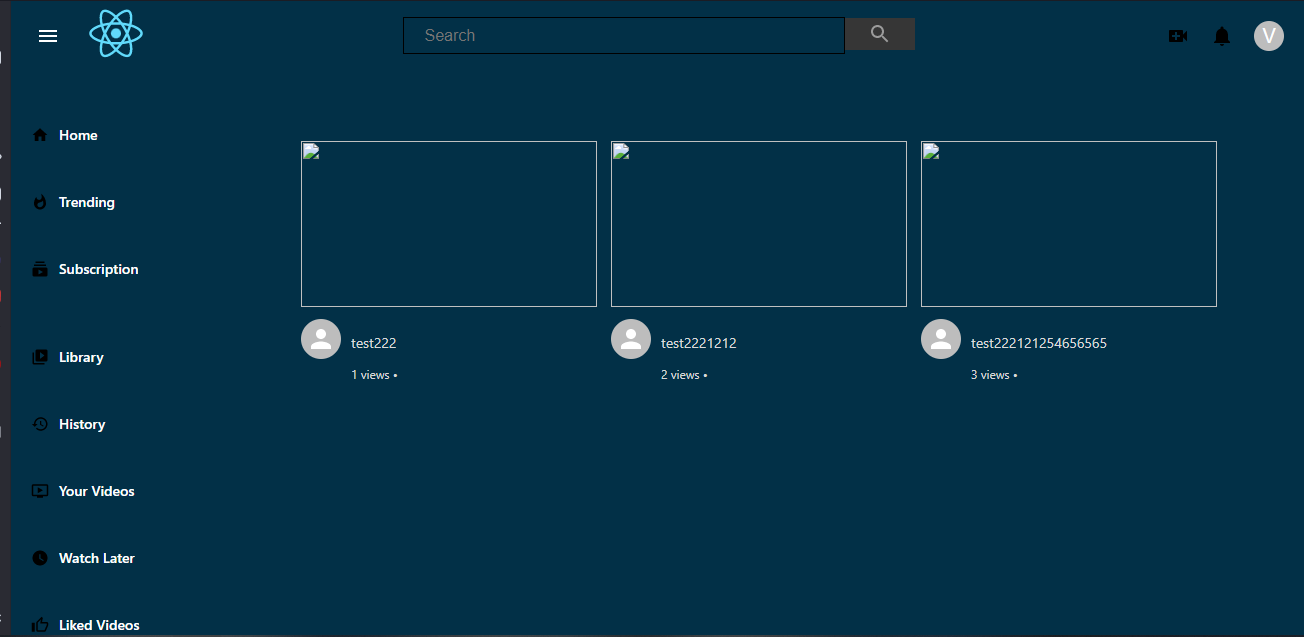 Search
V
Home
Trending
Subscription
Library
History
Your Videos
Watch Later
Liked Videos
test222
1 views •
test2221212
2 views •
test222121254656565
3 views •